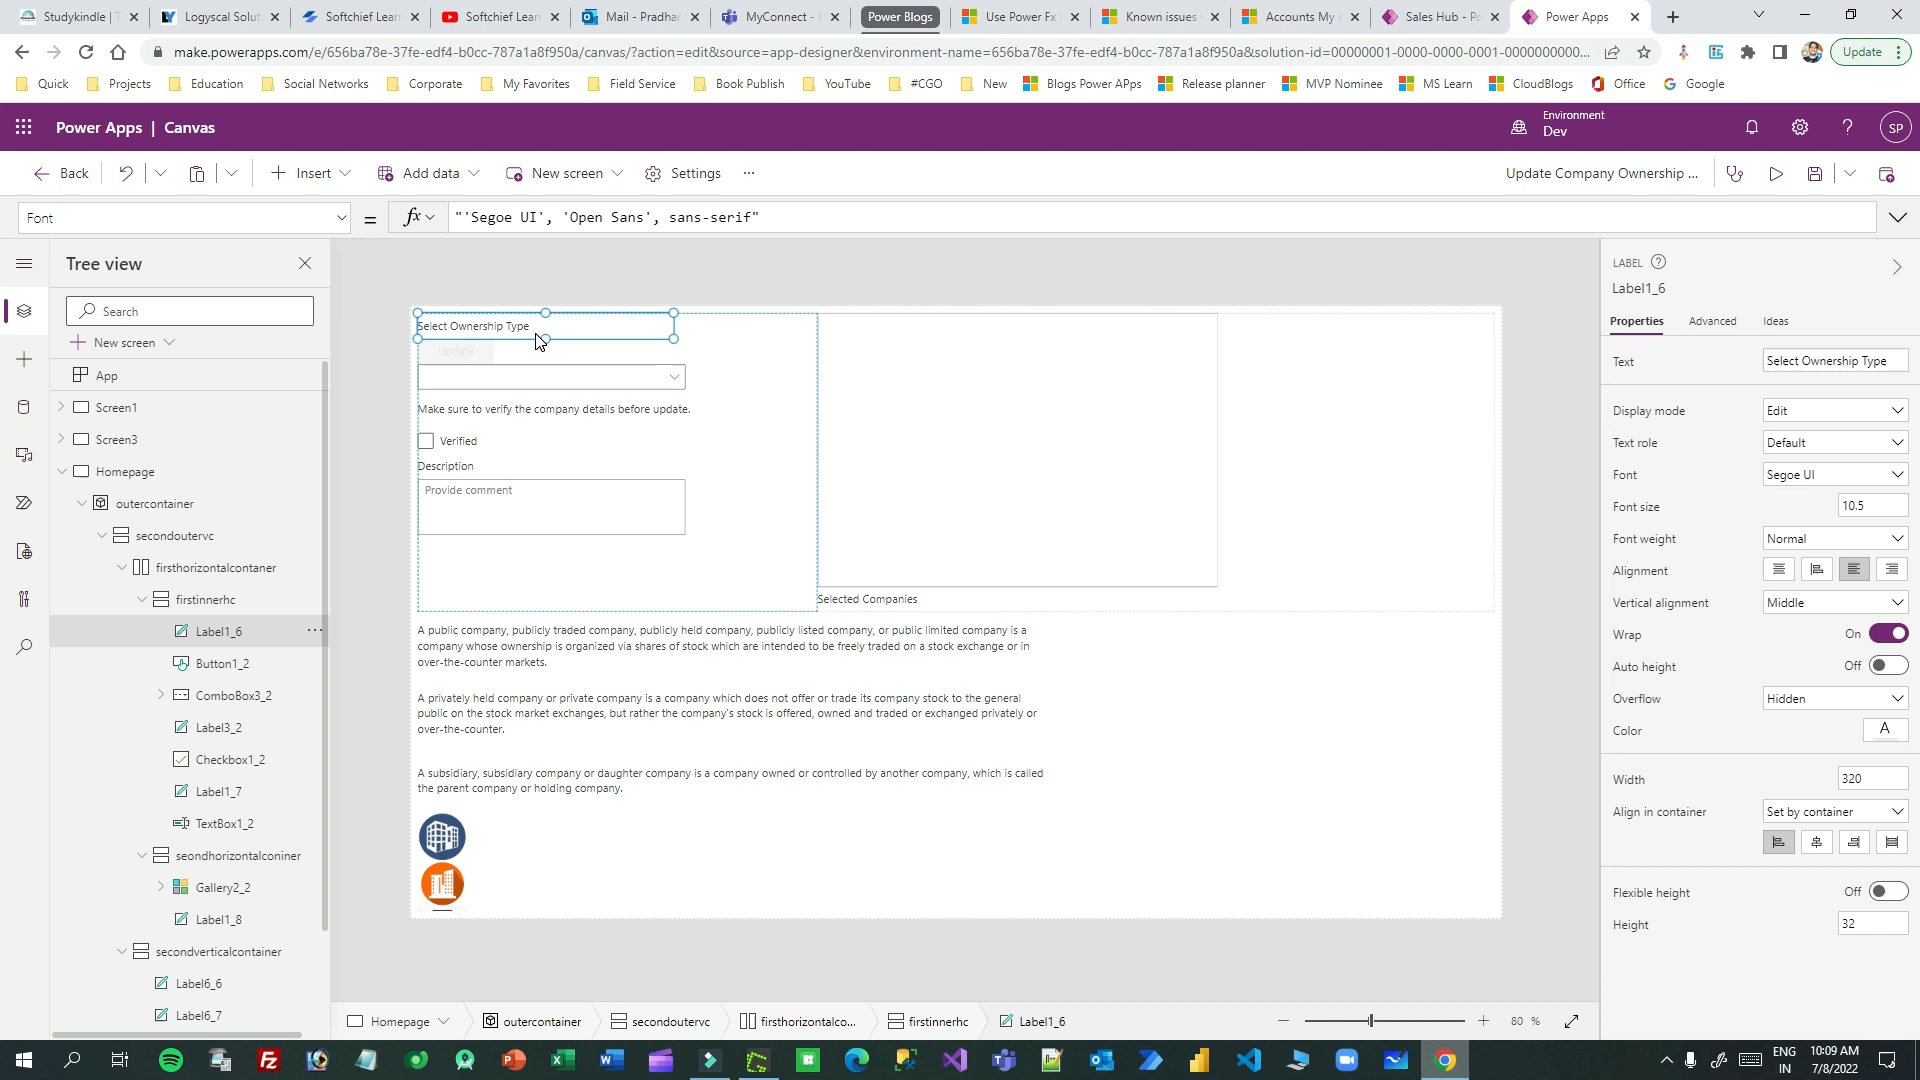 Studykindle | T
Logyscal Solut
Softchief Lear
Softchief Lear
Mail - Pradhar
MyConnect - E
Power Blogs
Use Power Fx
Known issues
Accounts My
Sales Hub - Po
Power Apps
make.powerapps.com/e/656ba78e-37fe-edf4-b0cc-787a1a8f950a/canvas/?action=edit&source=app-designer&environment-name=656ba78e-37fe-edf4-b0cc-787a1a8f950a&solution-id=00000001-0000-0000-0001-0000000000...
Update
Quick
Projects
Education
Social Networks
Corporate
My Favorites
Field Service
Book Publish
YouTube
#CGO
New
Blogs Power APps
Release planner
MVP Nominee
MS Learn
CloudBlogs
Office
Google
Power Apps | Canvas
Environment
Dev
SP
Back
Insert
Add data
New screen
Settings
Update Company Ownership ...
Font
=
fx
"'Segoe UI', 'Open Sans', sans-serif"
Tree view
Search
New screen
App
Screen1
Screen3
Homepage
outercontainer
secondoutervc
firsthorizontalcontaner
firstinnerhc
Label1_6
Button1_2
ComboBox3_2
Label3_2
Checkbox1_2
Label1_7
TextBox1_2
seondhorizontalconiner
Gallery2_2
Label1_8
secondverticalcontainer
Label6_6
Label6_7
Select Ownership Type
Update
Make sure to verify the company details before update.
Verified
Description
Provide comment
Selected Companies
A public company, publicly traded company, publicly held company, publicly listed company, or public limited company is a
company whose ownership is organized via shares of stock which are intended to be freely traded on a stock exchange or in
over-the-counter markets.
A privately held company or private company is a company which does not offer or trade its company stock to the general
public on the stock market exchanges, but rather the company's stock is offered, owned and traded or exchanged privately or
over-the-counter.
A subsidiary, subsidiary company or daughter company is a company owned or controlled by another company, which is called
the parent company or holding company.
Homepage
outercontainer
secondoutervc
firsthorizontalco...
firstinnerhc
Label1_6
80 %
LABEL
Label1_6
Properties
Advanced
Ideas
Text
Select Ownership Type
Display mode
Edit
Text role
Default
Font
Segoe UI
Font size
10.5
Font weight
Normal
Alignment
Vertical alignment
Middle
Wrap
On
Auto height
Off
Overflow
Hidden
Color
A
Width
320
Align in container
Set by container
Flexible height
Off
Height
32
ENG
IN
10:09 AM
7/8/2022